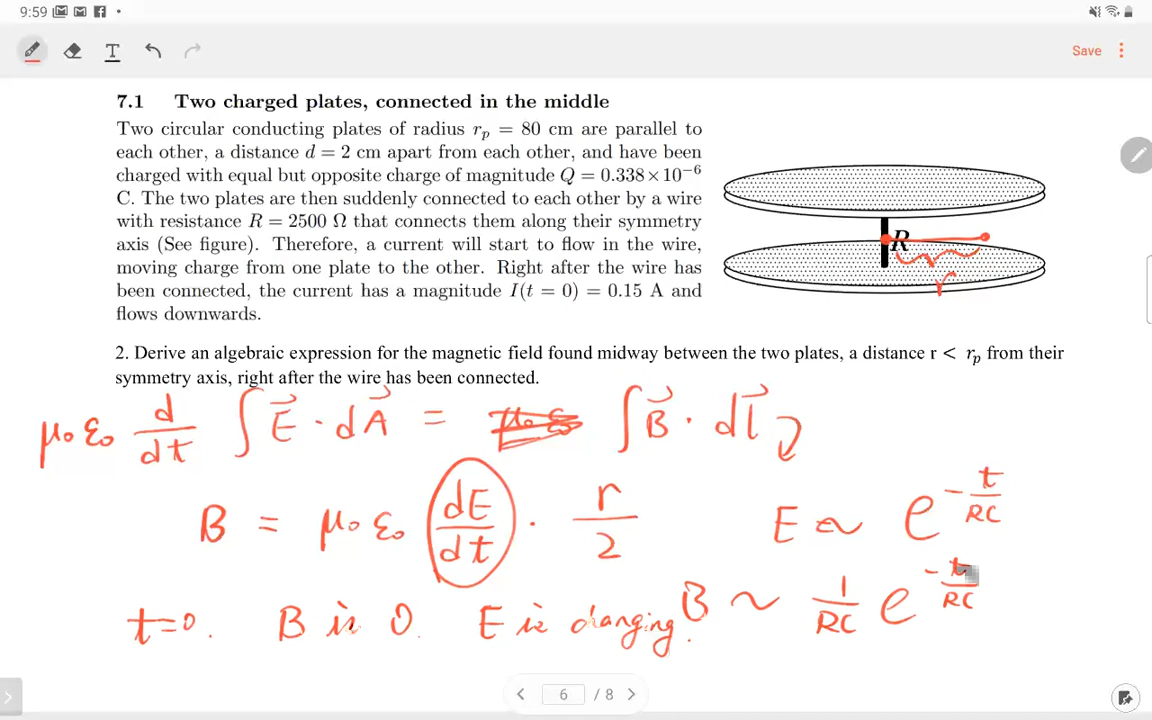 9:59
T
Save
7.1 Two charged plates, connected in the middle
Two circular conducting plates of radius r_p = 80 cm are parallel to
each other, a distance d = 2 cm apart from each other, and have been
charged with equal but opposite charge of magnitude Q = 0.338×10⁻⁶
C. The two plates are then suddenly connected to each other by a wire
with resistance R = 2500 Ω that connects them along their symmetry
axis (See figure). Therefore, a current will start to flow in the wire,
moving charge from one plate to the other. Right after the wire has
been connected, the current has a magnitude I(t = 0) = 0.15 A and
flows downwards.
R
r
2. Derive an algebraic expression for the magnetic field found midway between the two plates, a distance r < r_p from their
symmetry axis, right after the wire has been connected.
μ₀ ε₀ d/dt ∫ E⃗ · dA⃗ = ∫ B⃗ · dl⃗
B = μ₀ ε₀ dE/dt · r/2 E ~ e^(-t/RC)
t=0. B is 0. E is changing. B ~ 1/RC e^(-t/RC)
6 / 8